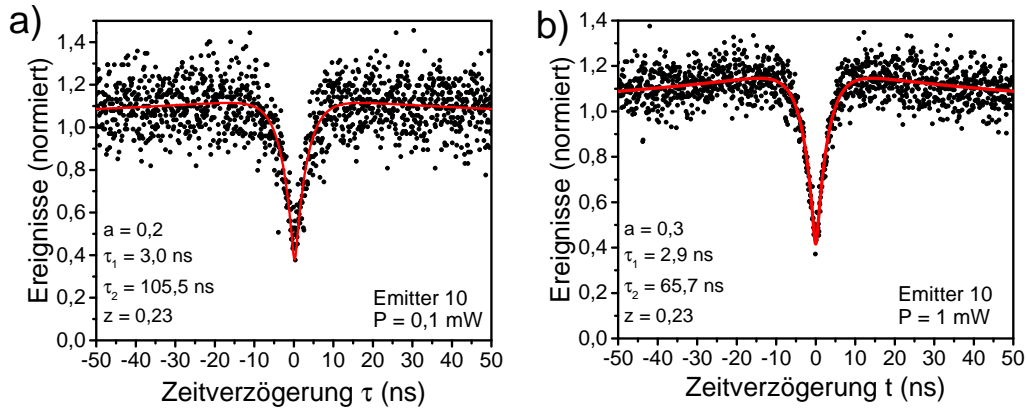 a)
1,4
1,2
1,0
0,8
0,6
0,4
0,2
0,0
Ereignisse (normiert)
a = 0,2
τ1 = 3,0 ns
τ2 = 105,5 ns
z = 0,23
Emitter 10
P = 0,1 mW
-50 -40 -30 -20 -10 0 10 20 30 40 50
Zeitverzögerung τ (ns)
b)
1,4
1,2
1,0
0,8
0,6
0,4
0,2
0,0
Ereignisse (normiert)
a = 0,3
τ1 = 2,9 ns
τ2 = 65,7 ns
z = 0,23
Emitter 10
P = 1 mW
-50 -40 -30 -20 -10 0 10 20 30 40 50
Zeitverzögerung t (ns)